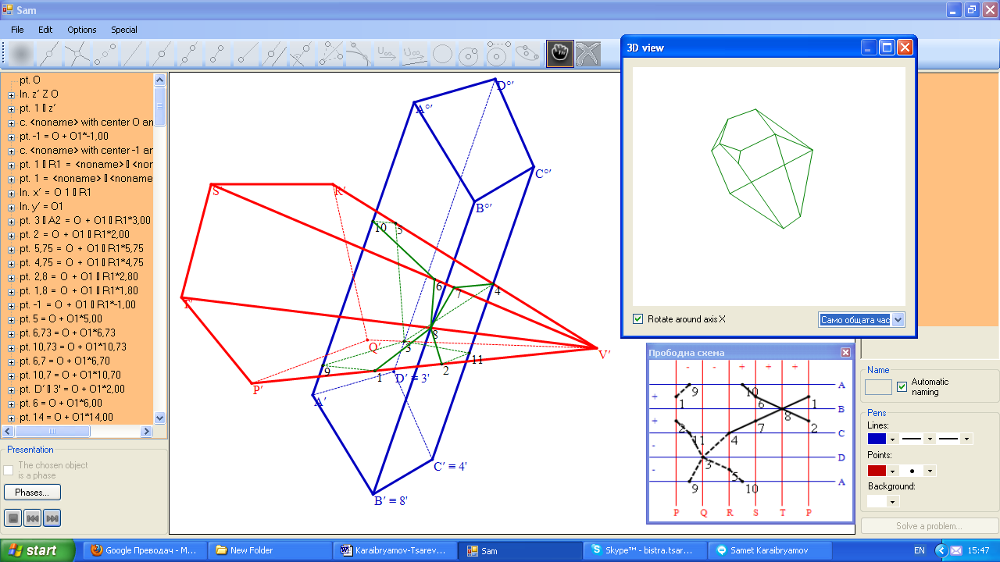 Sam
File Edit Options Special
pt. O
ln. z′ Z O
pt. 1 ▯ z′
c. <noname> with center O an
pt. -1 = O + O1*-1,00
c. <noname> with center -1 an
pt. 1 ▯ R1 = <noname> ▯ <non
pt. 1 = <noname> ▯ <noname
ln. x′ = O 1 ▯ R1
ln. y′ = O1
pt. 3 ▯ A2 = O + O1 ▯ R1*3,00
pt. 2 = O + O1 ▯ R1*2,00
pt. 5,75 = O + O1 ▯ R1*5,75
pt. 4,75 = O + O1 ▯ R1*4,75
pt. 2,8 = O + O1 ▯ R1*2,80
pt. 1,8 = O + O1 ▯ R1*1,80
pt. -1 = O + O1 ▯ R1*-1,00
pt. 5 = O + O1*5,00
pt. 6,73 = O + O1*6,73
pt. 10,73 = O + O1*10,73
pt. 6,7 = O + O1*6,70
pt. 10,7 = O + O1*10,70
pt. D′ ▯ 3′ = O + O1*2,00
pt. 6 = O + O1*6,00
pt. 14 = O + O1*14,00
Presentation
The chosen object
is a phase
Phases...
D°′
A°′
C°′
B°′
S′
R′
10
5
6
7
4
T′
8
Q′
3
V′
9
1
2
11
D′ ≡ 3'
P′
A′
C′ ≡ 4'
B′ ≡ 8'
3D view
Rotate around axis X
Само общата час
Прободна схема
- - + + +
9 10 A
+
1 6 1
B
8
+
2 7 2
11 4 C
-
D
3
-
5
A
9 10
P Q R S T P
Name
Automatic
naming
Pens
Lines:
Points:
Background:
Solve a problem...
start
Google Преводач - M...
New Folder
Karaibryamov-Tsarev...
Sam
Skype™ - bistra.tsar...
Samet Karaibryamov
EN
15:47